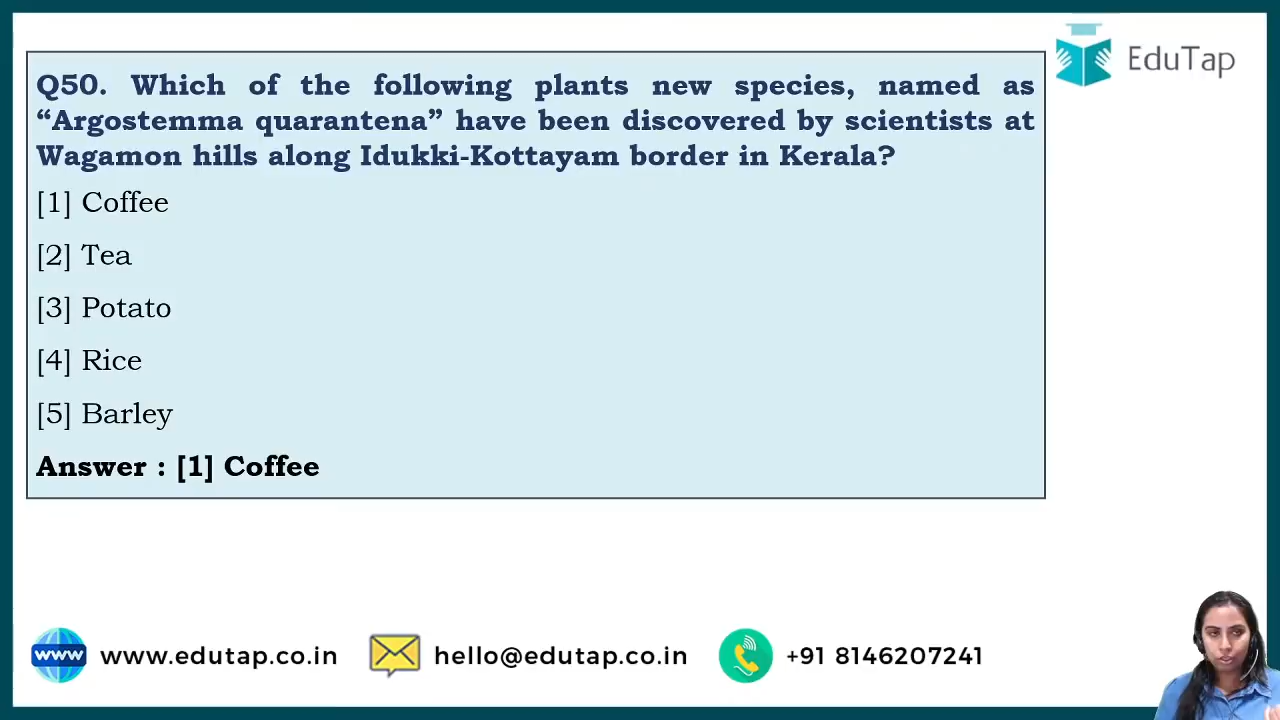 EduTap
Q50. Which of the following plants new species, named as
“Argostemma quarantena” have been discovered by scientists at
Wagamon hills along Idukki-Kottayam border in Kerala?
[1] Coffee
[2] Tea
[3] Potato
[4] Rice
[5] Barley
Answer : [1] Coffee
www www.edutap.co.in hello@edutap.co.in +91 8146207241